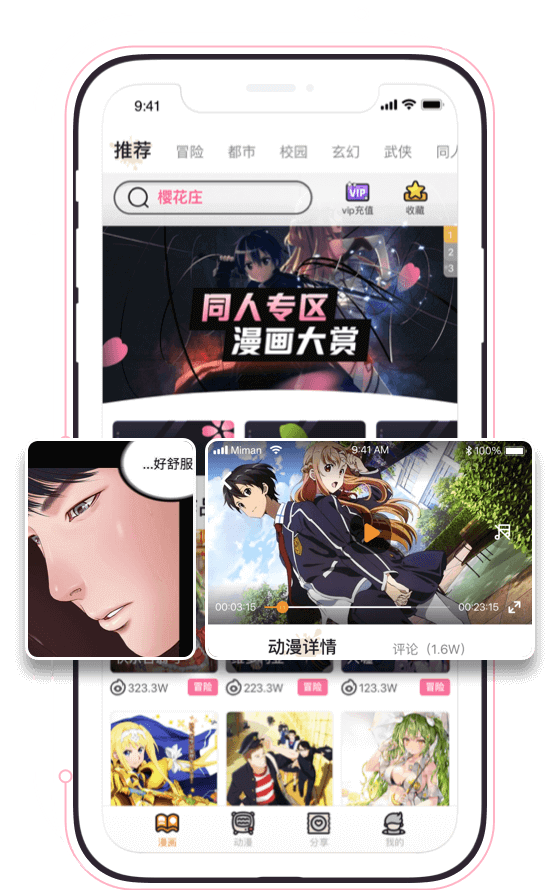 9:41
推荐 冒险 都市 校园 玄幻 武侠 同人
樱花庄
VIP
vip充值 收藏
1
2
3
同人专区
漫画大赏
...好舒服
Miman 9:41 AM 100%
00:03:15 00:23:15
动漫详情 评论（1.6W）
323.3W 冒险 223.3W 冒险 123.3W 冒险
漫画 动漫 分享 我的